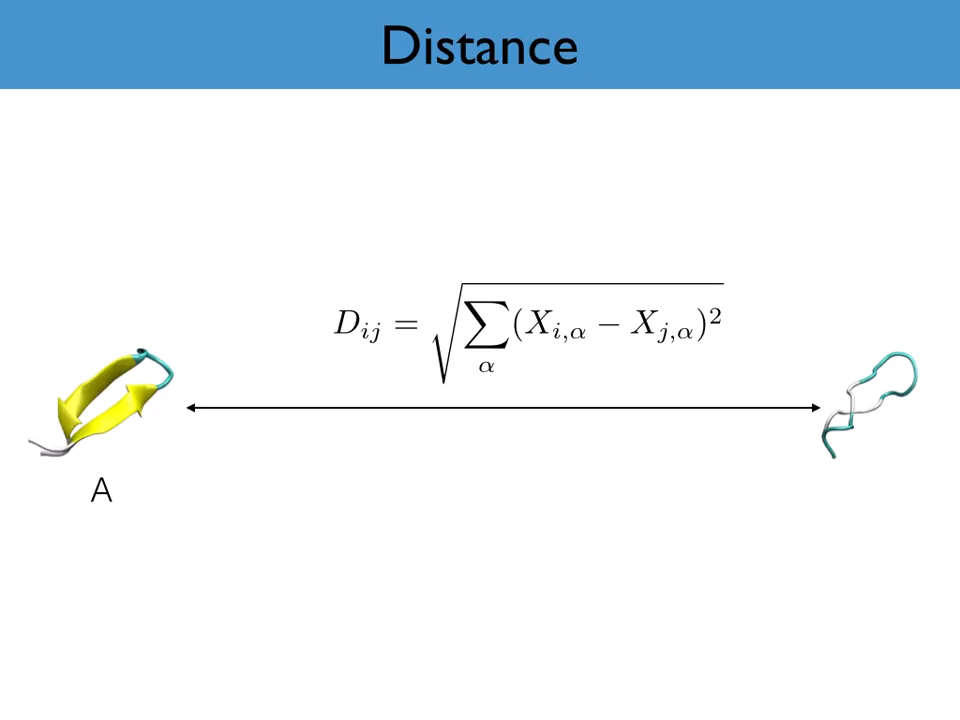 Distance
$D_{ij} = \sqrt{\sum_{\alpha} (X_{i,\alpha} - X_{j,\alpha})^2}$
A